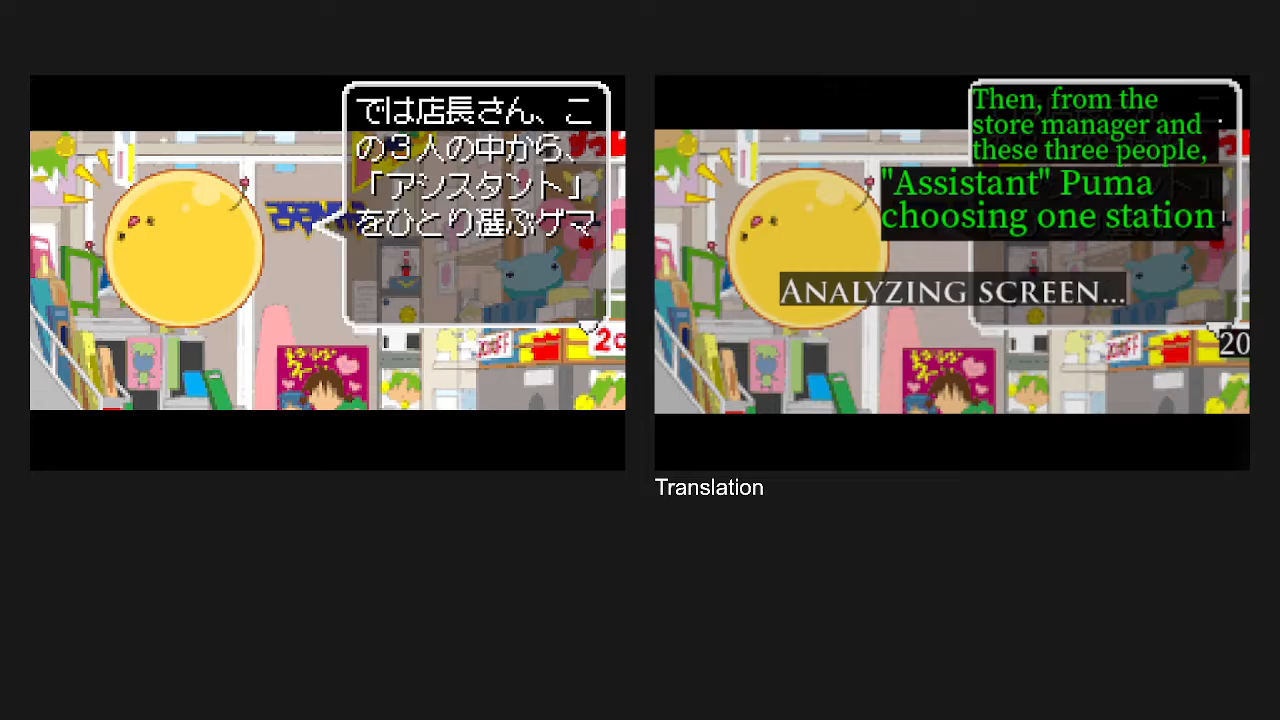 では店長さん、こ
の３人の中から、
「アシスタント」
をひとり選ぶゲマ
20FF
2c
Then, from the
store manager and
these three people,
"Assistant" Puma
choosing one station
ANALYZING SCREEN...
20
Translation